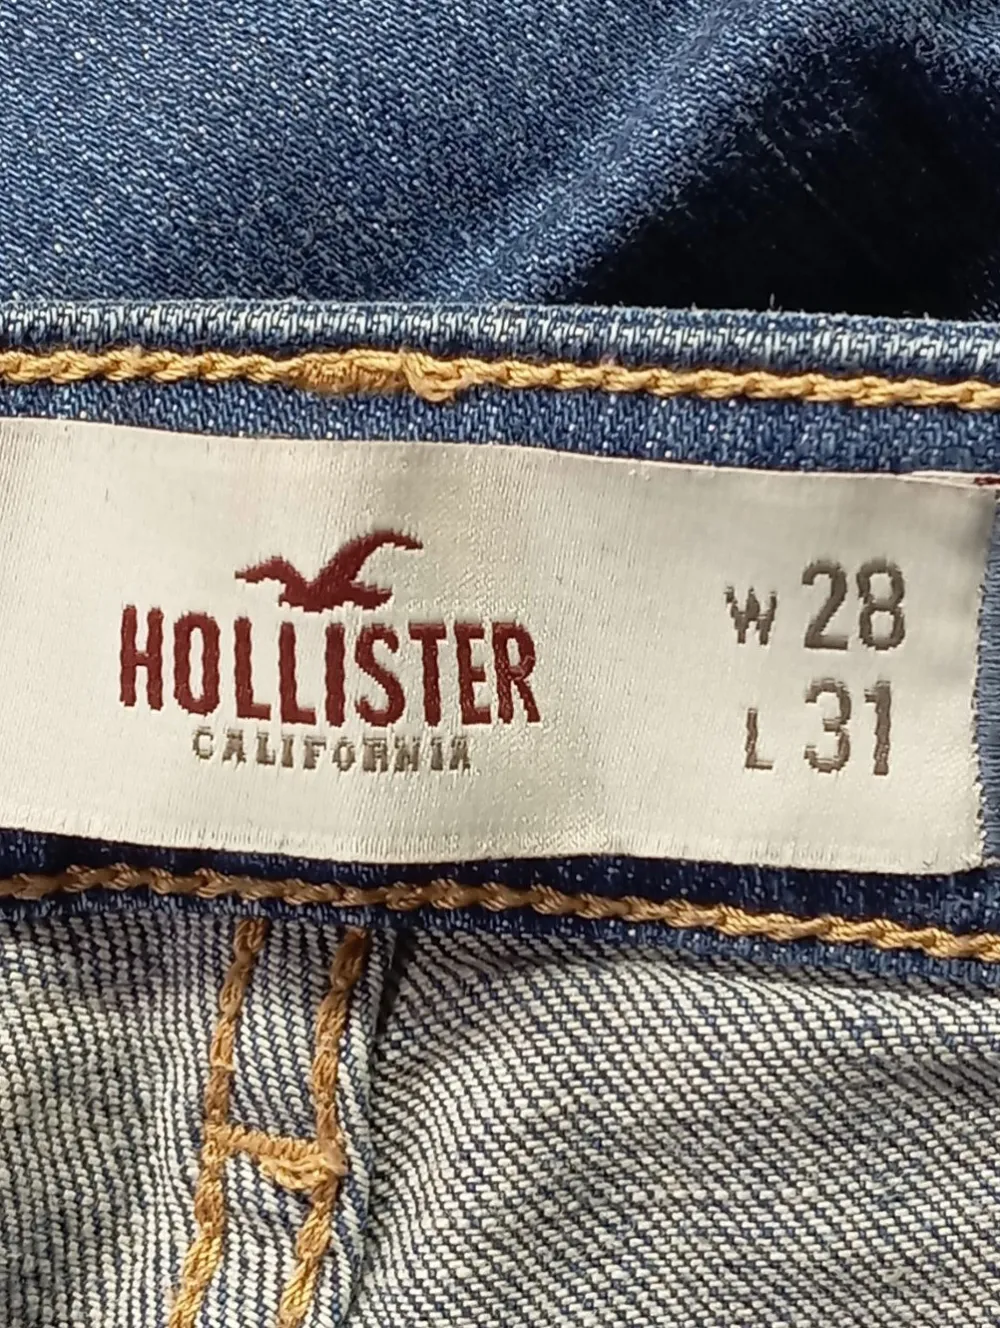 HOLLISTER
CALIFORNIA
W 28
L 31